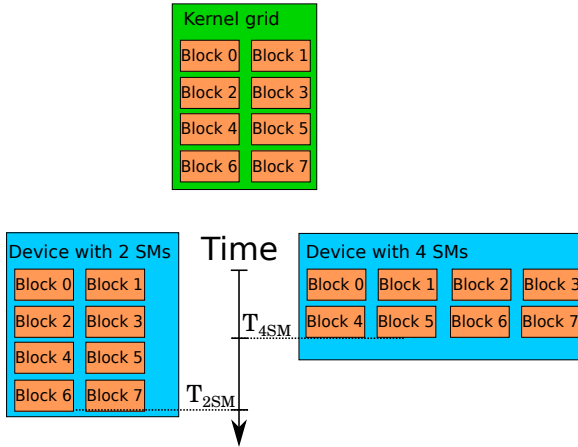 Kernel grid
Block 0 Block 1
Block 2 Block 3
Block 4 Block 5
Block 6 Block 7
Device with 2 SMs
Block 0 Block 1
Block 2 Block 3
Block 4 Block 5
Block 6 Block 7
Time
T4SM
T2SM
Device with 4 SMs
Block 0 Block 1 Block 2 Block 3
Block 4 Block 5 Block 6 Block 7